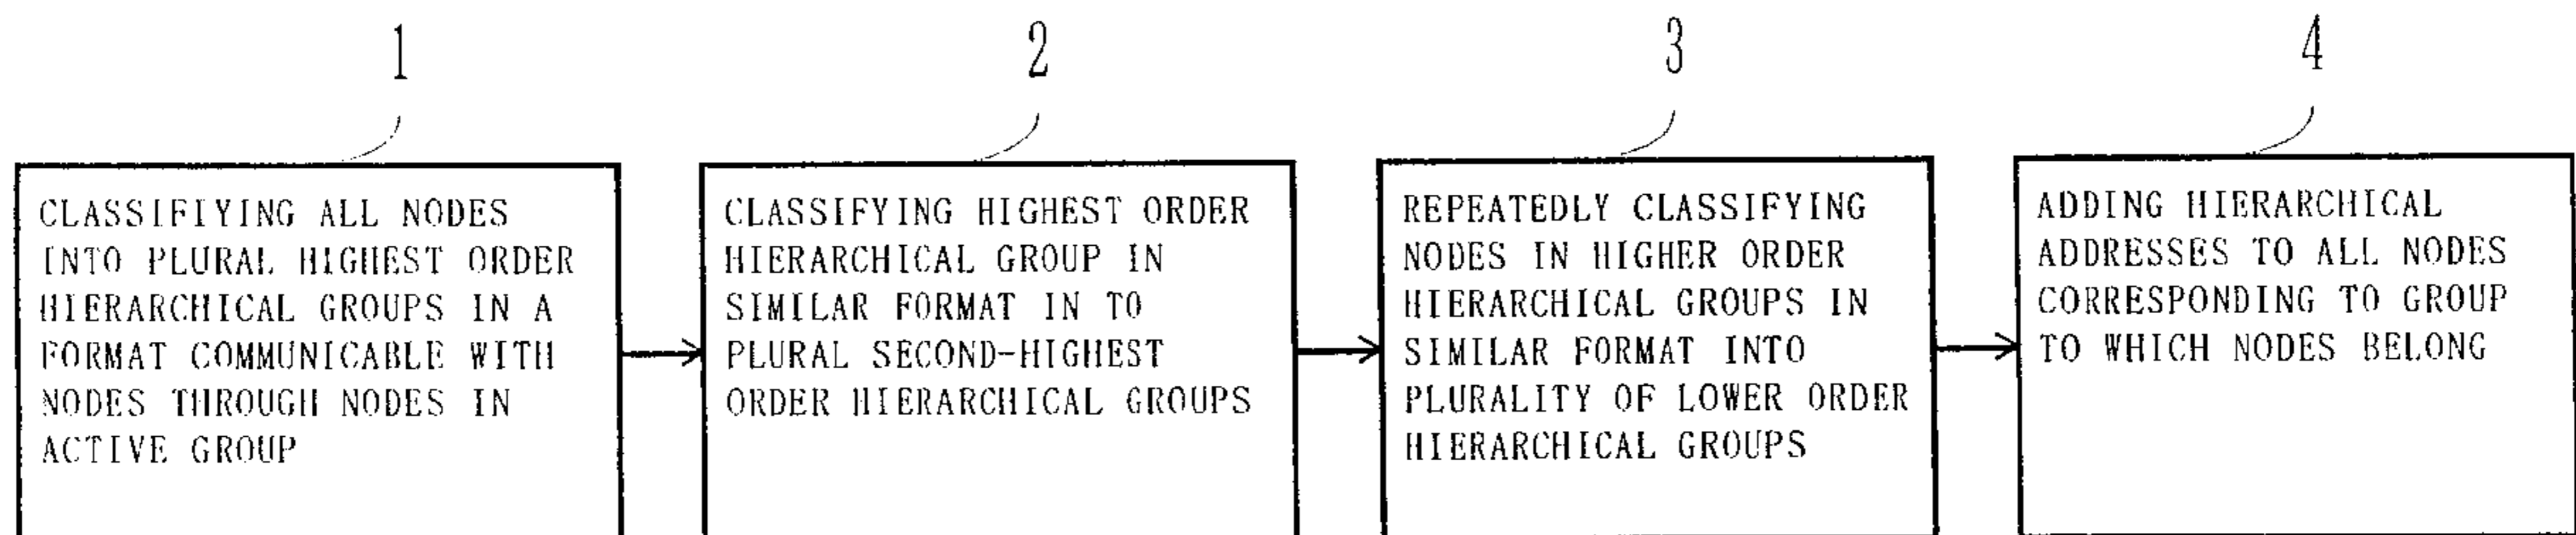 1
2
3
4
CLASSIFIYING ALL NODES
INTO PLURAL HIGHEST ORDER
HIERARCHICAL GROUPS IN A
FORMAT COMMUNICABLE WITH
NODES THROUGH NODES IN
ACTIVE GROUP
CLASSIFYING HIGHEST ORDER
HIERARCHICAL GROUP IN
SIMILAR FORMAT IN TO
PLURAL SECOND-HIGHEST
ORDER HIERARCHICAL GROUPS
REPEATEDLY CLASSIFYING
NODES IN HIGHER ORDER
HIERARCHICAL GROUPS IN
SIMILAR FORMAT INTO
PLURALITY OF LOWER ORDER
HIERARCHICAL GROUPS
ADDING HIERARCHICAL
ADDRESSES TO ALL NODES
CORRESPONDING TO GROUP
TO WHICH NODES BELONG